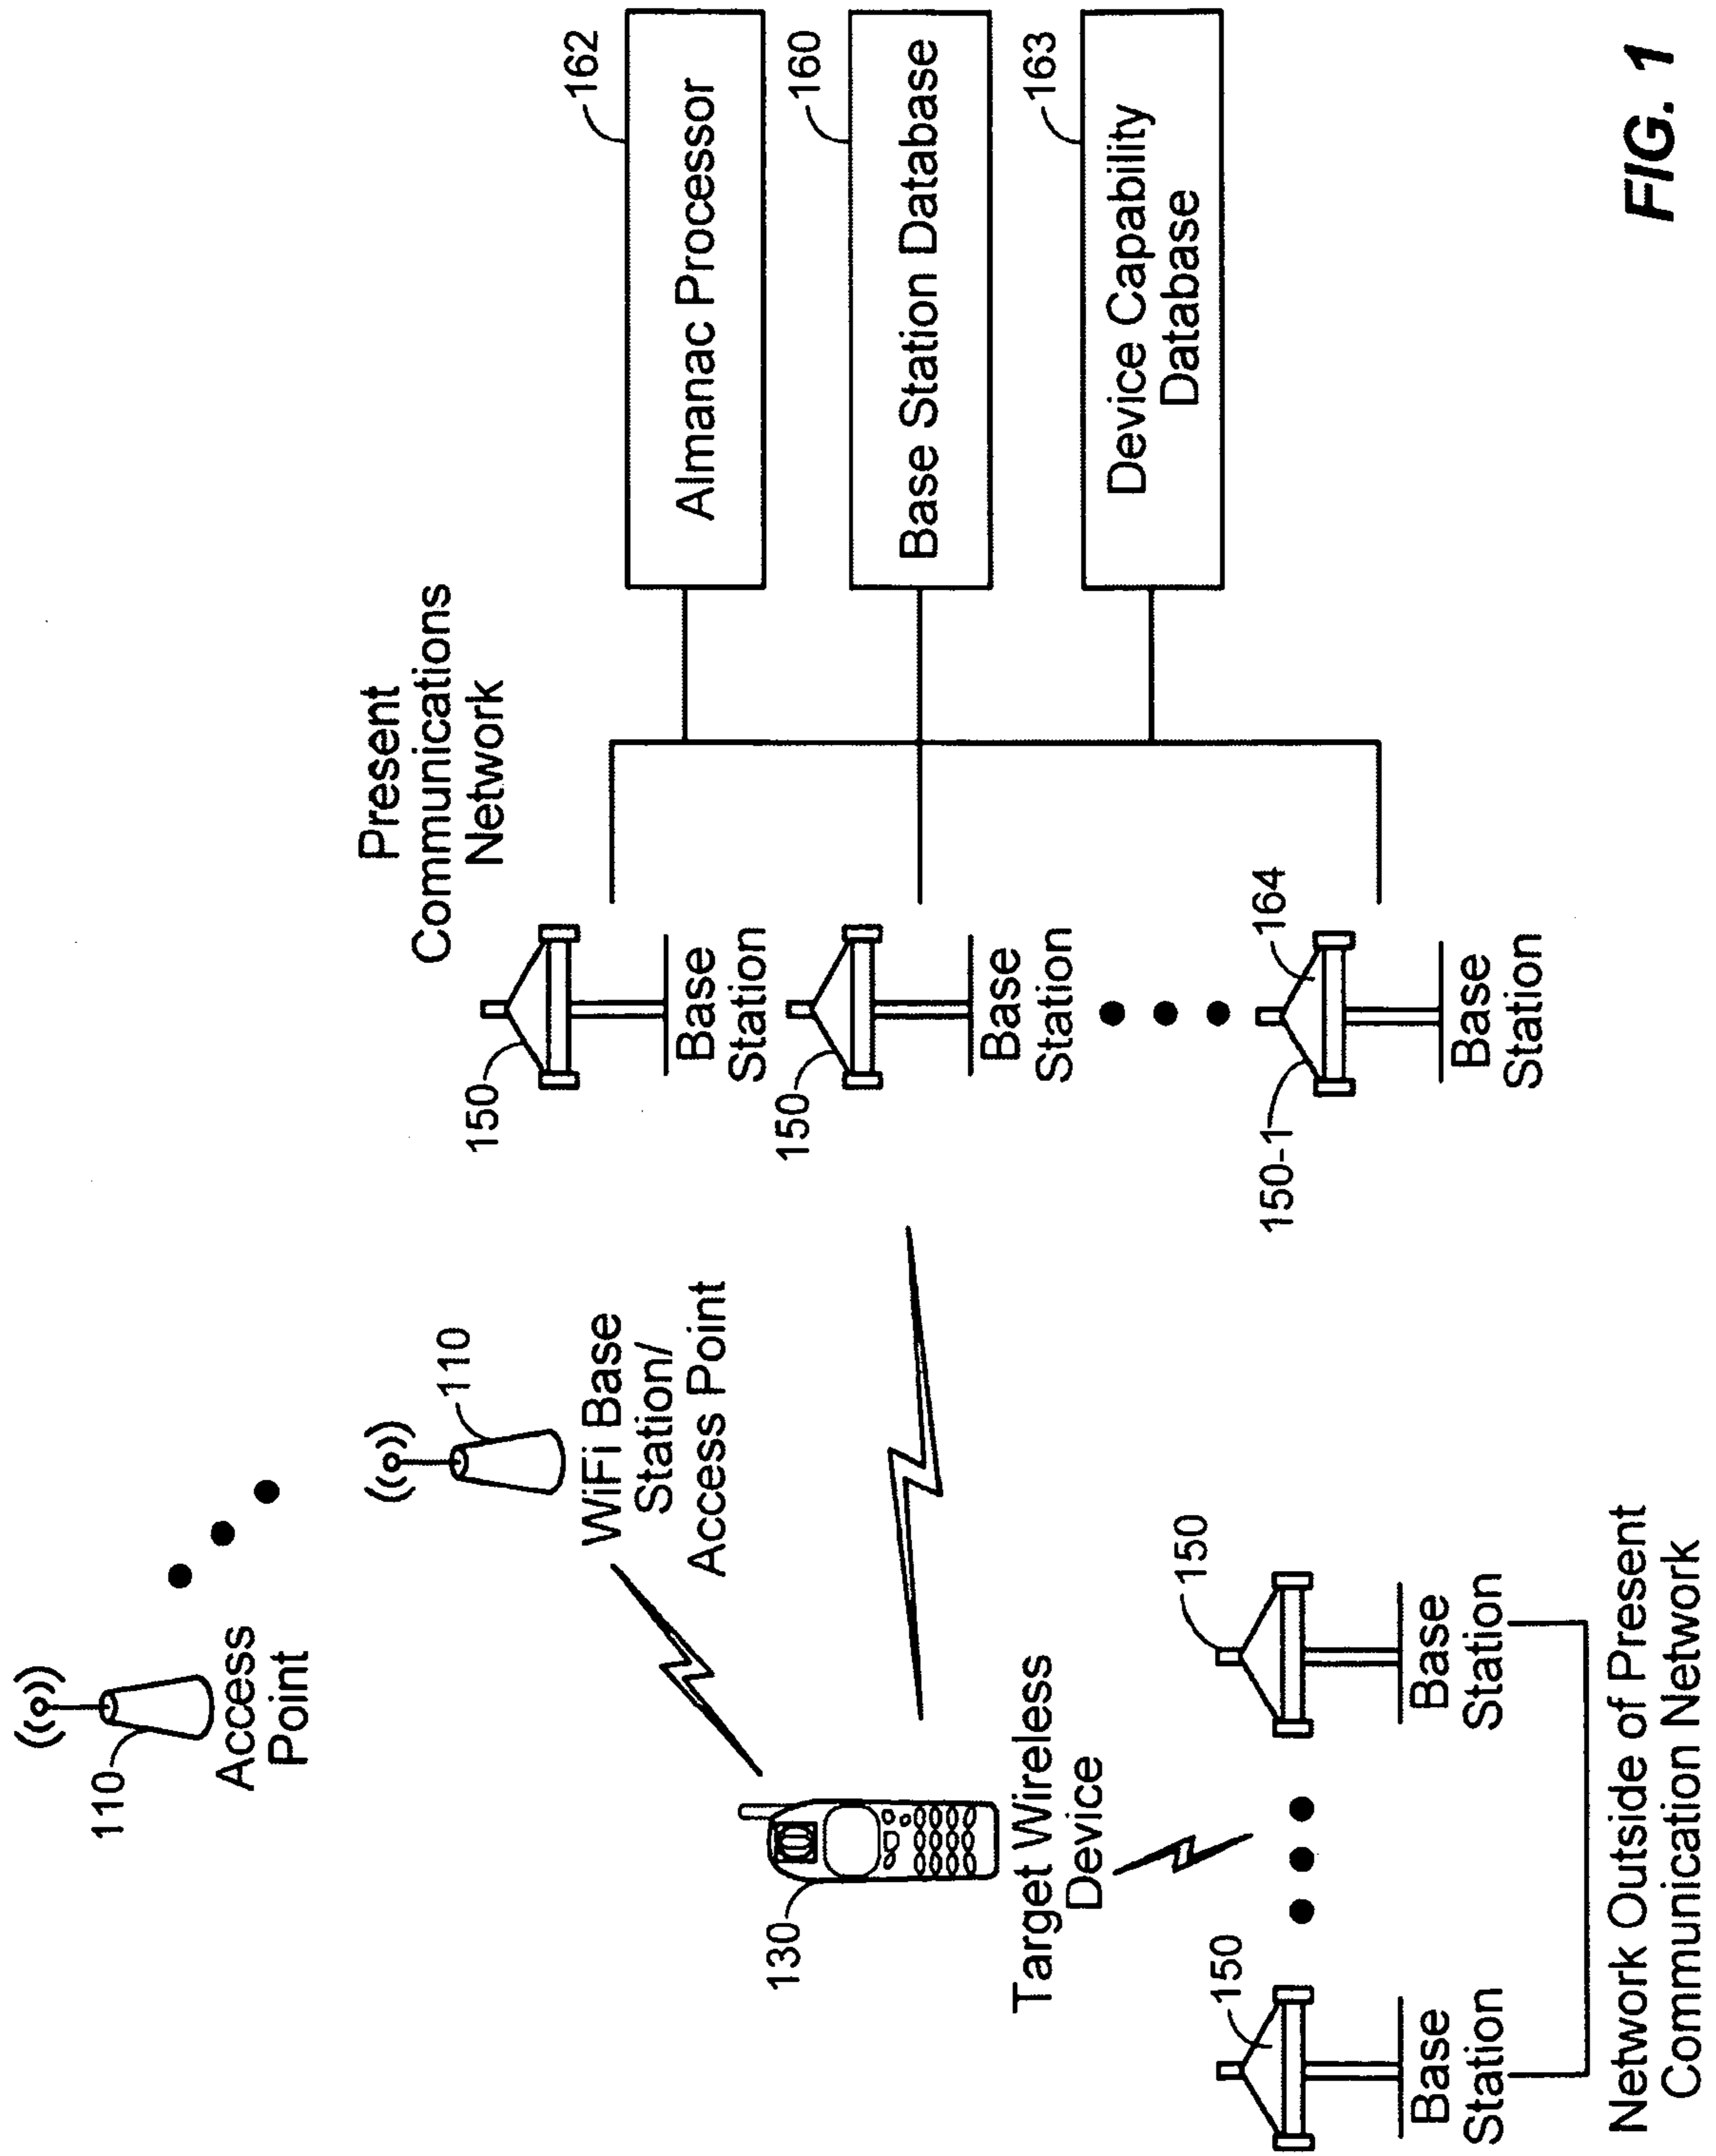 110
Access
Point
110
WiFi Base
Station/
Access Point
Present
Communications
Network
150
Base
Station
150
Base
Station
150-1
164
Base
Station
162
Almanac Processor
160
Base Station Database
163
Device Capability
Database
130
Target Wireless
Device
150
Base
Station
150
Base
Station
Network Outside of Present
Communication Network
FIG. 1